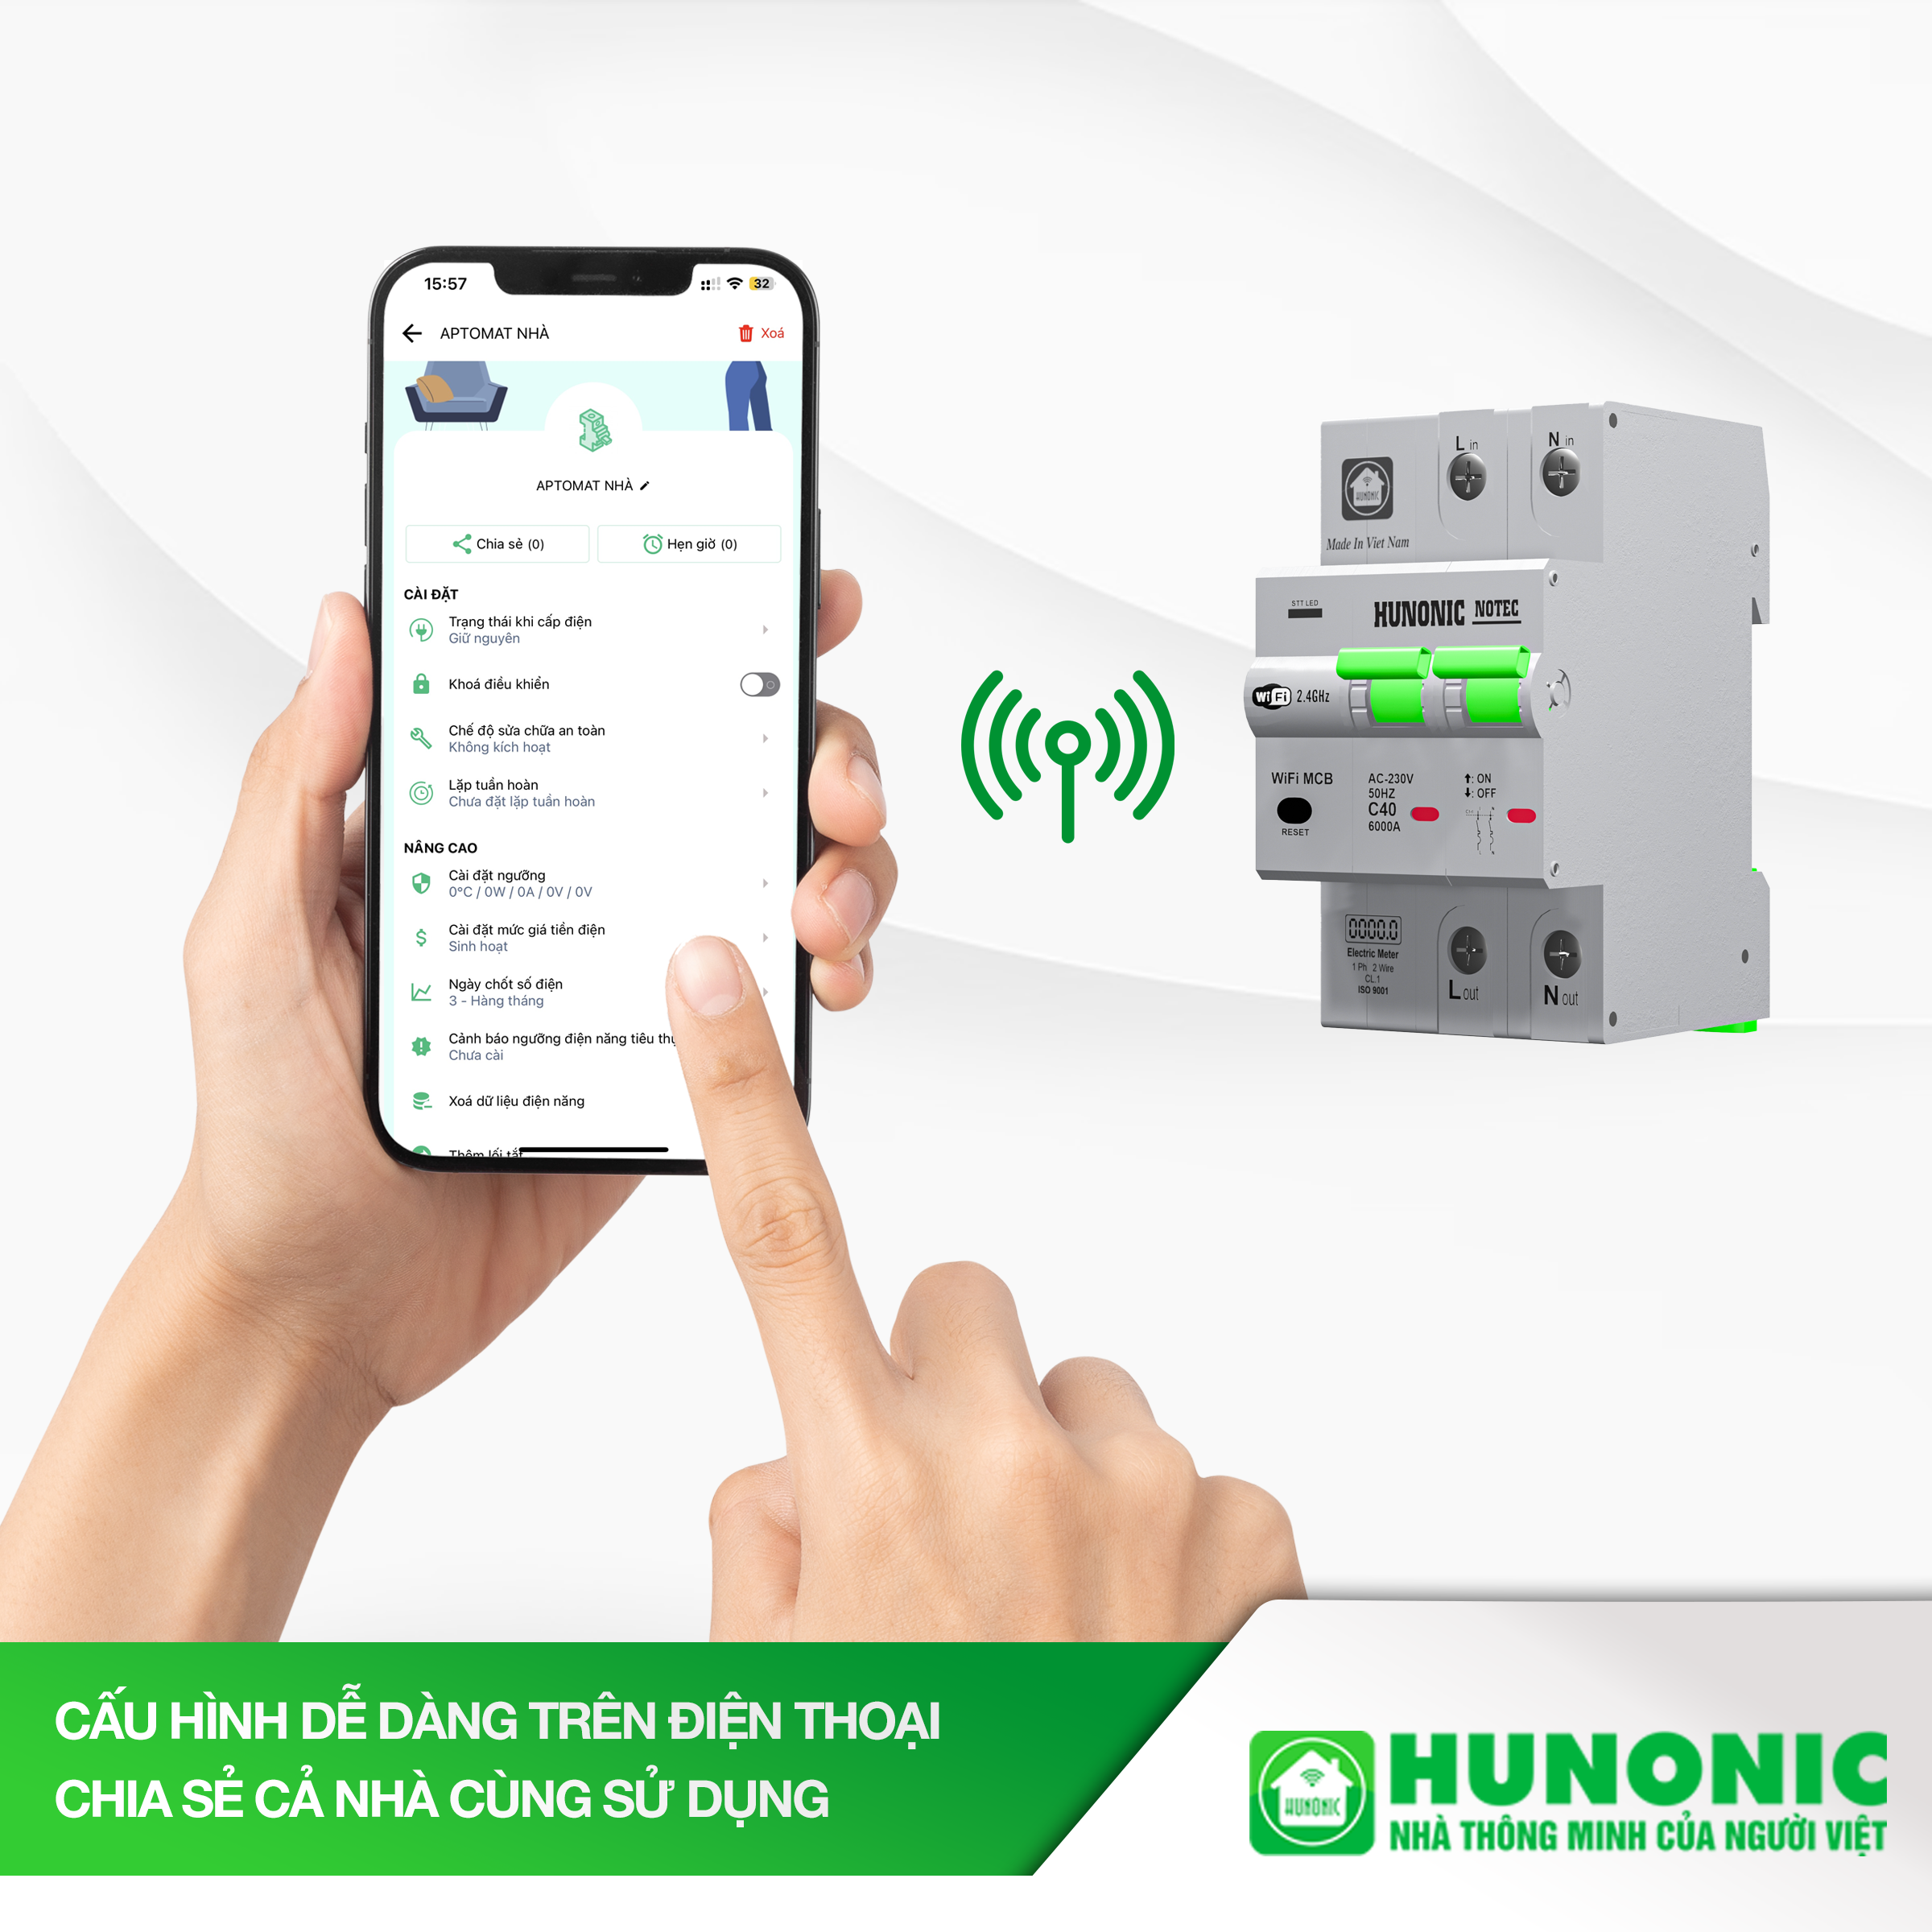 15:57
32
APTOMAT NHÀ
Xoá
APTOMAT NHÀ
Chia sẻ (0)
Hẹn giờ (0)
CÀI ĐẶT
Trạng thái khi cấp điện
Giữ nguyên
Khoá điều khiển
Chế độ sửa chữa an toàn
Không kích hoạt
Lặp tuần hoàn
Chưa đặt lặp tuần hoàn
NÂNG CAO
Cài đặt ngưỡng
0°C / 0W / 0A / 0V / 0V
Cài đặt mức giá tiền điện
Sinh hoạt
Ngày chốt số điện
3 - Hàng tháng
Cảnh báo ngưỡng điện năng tiêu thụ
Chưa cài
Xoá dữ liệu điện năng
Thêm lối tắt
L in
N in
HUNONIC
Made In Viet Nam
STT LED
HUNONIC NOTEC
WiFi 2.4GHz
WiFi MCB
RESET
AC-230V
50HZ
C40
6000A
⬆: ON
⬇: OFF
0000.0
Electric Meter
1 Ph 2 Wire
CL.1
ISO 9001
L out
N out
CẤU HÌNH DỄ DÀNG TRÊN ĐIỆN THOẠI
CHIA SẺ CẢ NHÀ CÙNG SỬ DỤNG
HUNONIC
HUNONIC
NHÀ THÔNG MINH CỦA NGƯỜI VIỆT